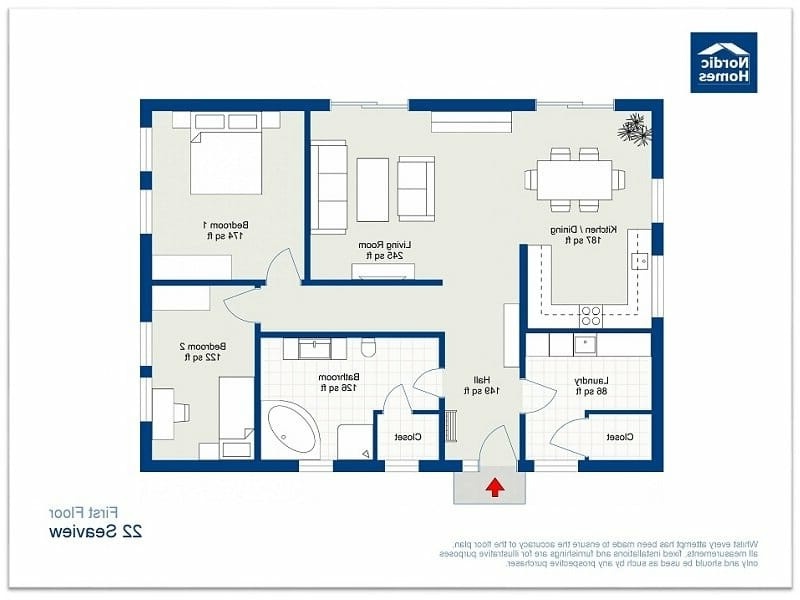 Nordic
Homes
Bedroom 1
174 sq ft
Living Room
245 sq ft
Kitchen / Dining
187 sq ft
Bedroom 2
122 sq ft
Bathroom
126 sq ft
Hall
149 sq ft
Laundry
86 sq ft
Closet
Closet
First Floor
22 Seaview
Whilst every attempt has been made to ensure the accuracy of the floor plan,
all measurements, fixed installations and furnishings are for illustrative purposes
only and should be used as such by any prospective purchaser.